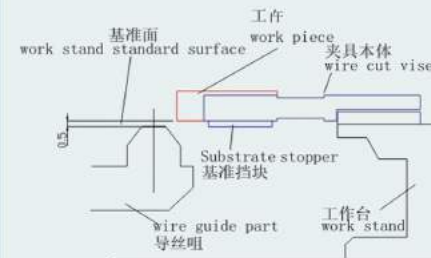 工件
work piece
基准面
work stand standard surface
夹具本体
wire cut vise
0.5
Substrate stopper
基准挡块
wire guide part
导丝咀
工作台
work stand